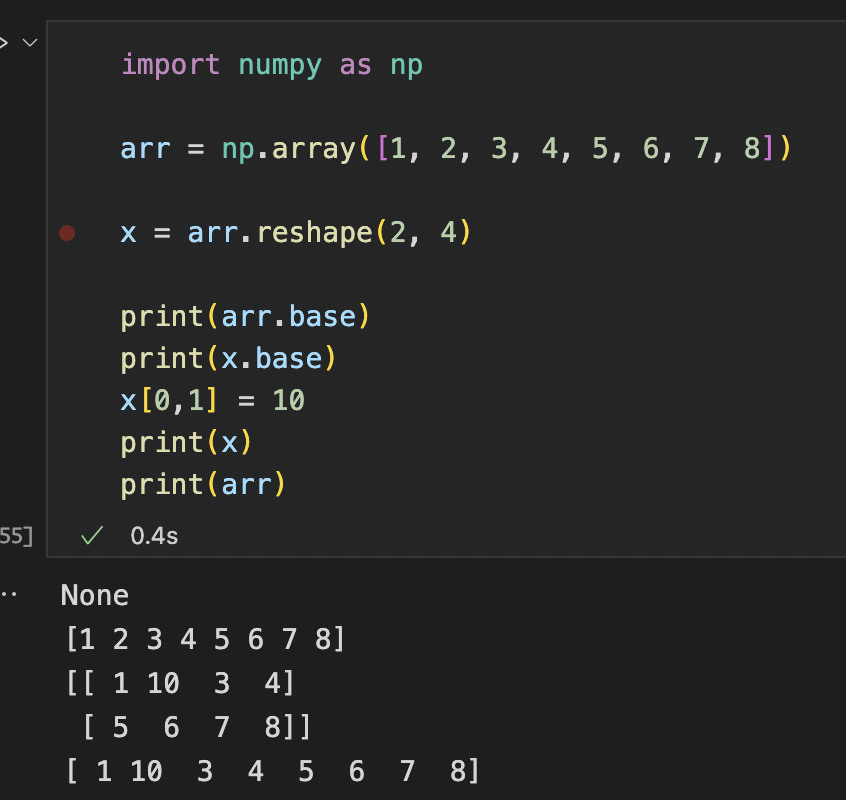 import numpy as np
arr = np.array([1, 2, 3, 4, 5, 6, 7, 8])
x = arr.reshape(2, 4)
print(arr.base)
print(x.base)
x[0,1] = 10
print(x)
print(arr)
55] 0.4s
None
[1 2 3 4 5 6 7 8]
[[ 1 10  3  4]
 [ 5  6  7  8]]
[ 1 10  3  4  5  6  7  8]